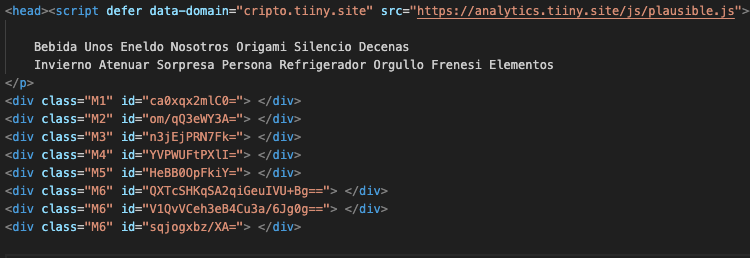 <head><script defer data-domain="cripto.tiiny.site" src="https://analytics.tiiny.site/js/plausible.js">
Bebida Unos Eneldo Nosotros Origami Silencio Decenas
Invierno Atenuar Sorpresa Persona Refrigerador Orgullo Frenesi Elementos
</p>
<div class="M1" id="ca0xqx2mlC0="> </div>
<div class="M2" id="om/qQ3eWY3A="> </div>
<div class="M3" id="n3jEjPRN7Fk="> </div>
<div class="M4" id="YVPWUFtPXlI="> </div>
<div class="M5" id="HeBB0OpFkiY="> </div>
<div class="M6" id="QXTcSHKqSA2qiGeuIVU+Bg=="> </div>
<div class="M6" id="V1QvVCeh3eB4Cu3a/6Jg0g=="> </div>
<div class="M6" id="sqjogxbz/XA="> </div>